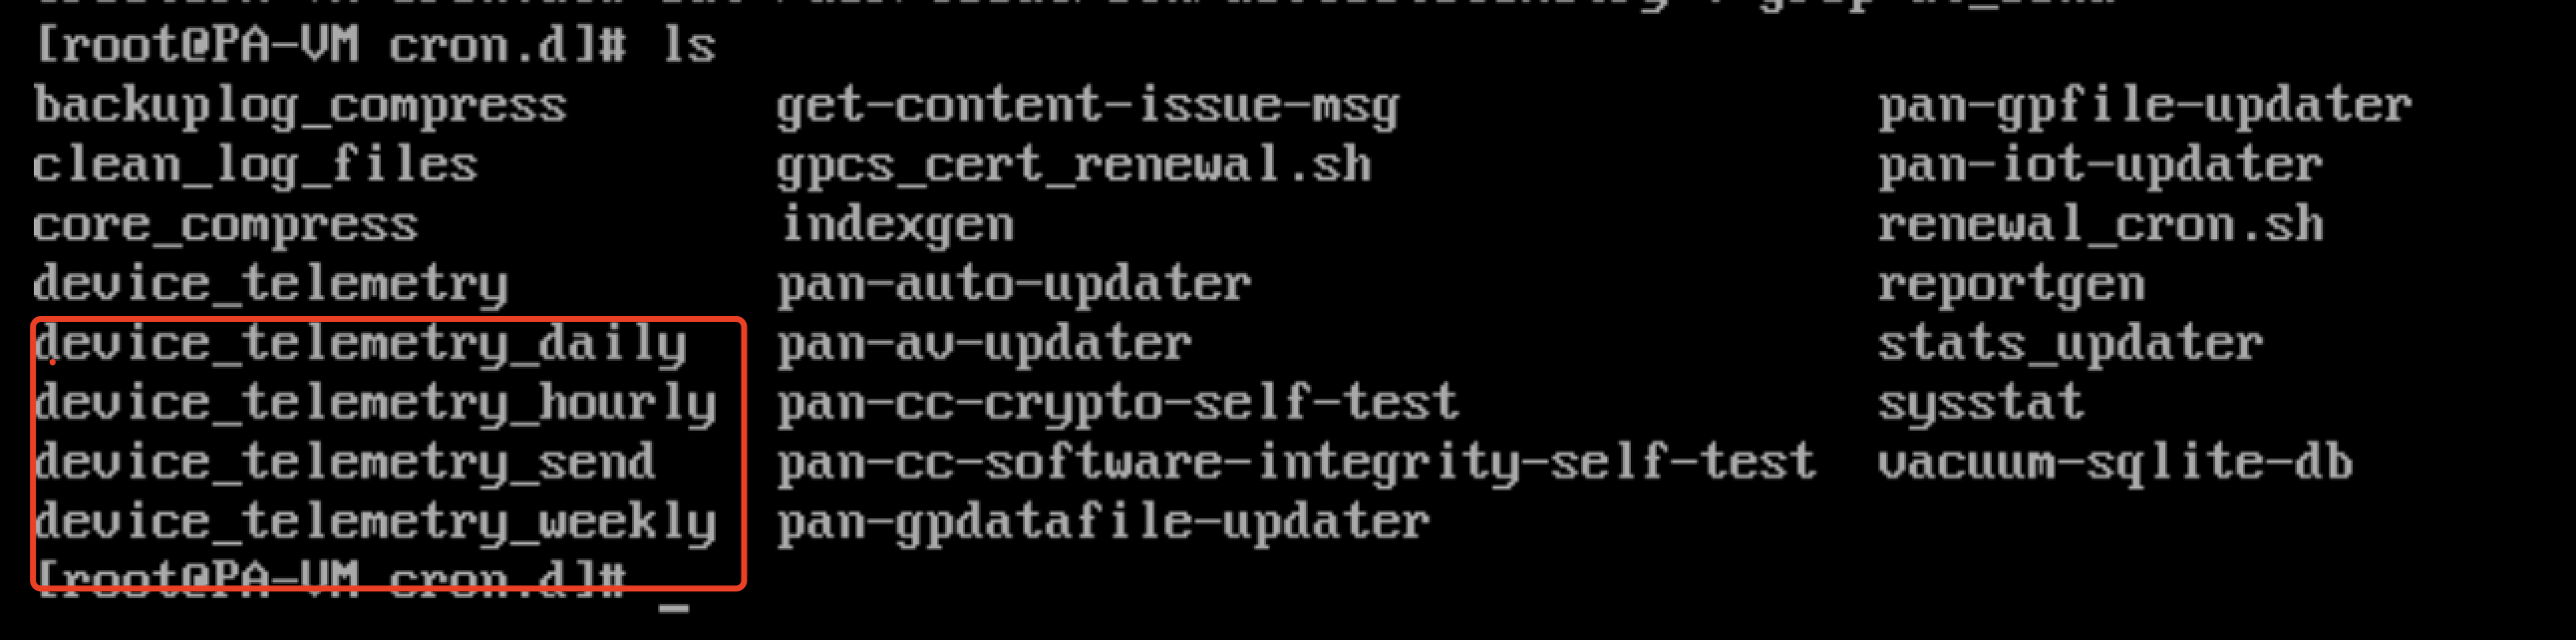 [root@PA-VM cron.d]# ls
backuplog_compress get-content-issue-msg pan-gpfile-updater
clean_log_files gpcs_cert_renewal.sh pan-iot-updater
core_compress indexgen renewal_cron.sh
device_telemetry pan-auto-updater reportgen
device_telemetry_daily pan-av-updater stats_updater
device_telemetry_hourly pan-cc-crypto-self-test sysstat
device_telemetry_send pan-cc-software-integrity-self-test vacuum-sqlite-db
device_telemetry_weekly pan-gpdatafile-updater
[root@PA-VM cron.d]# _